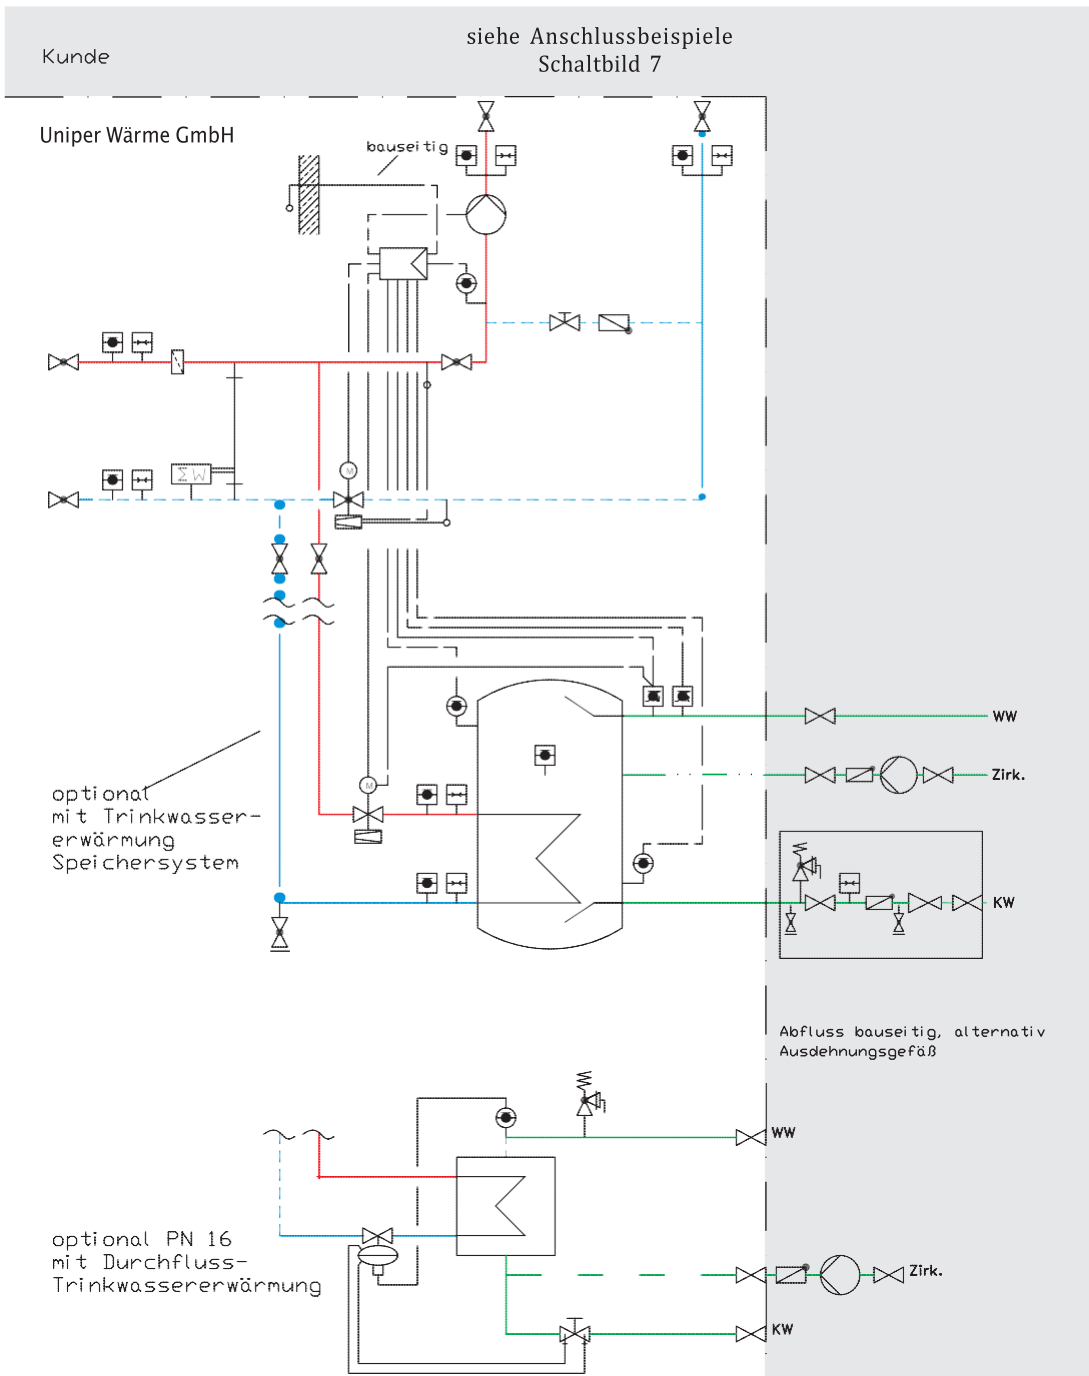 Kunde
siehe Anschlussbeispiele
Schaltbild 7
Uniper Wärme GmbH
bauseitig
M
ΣW
M
WW
Zirk.
optional
mit Trinkwasser-
erwärmung
Speichersystem
KW
Abfluss bauseitig, alternativ
Ausdehnungsgefäß
WW
optional PN 16
mit Durchfluss-
Trinkwassererwärmung
Zirk.
KW